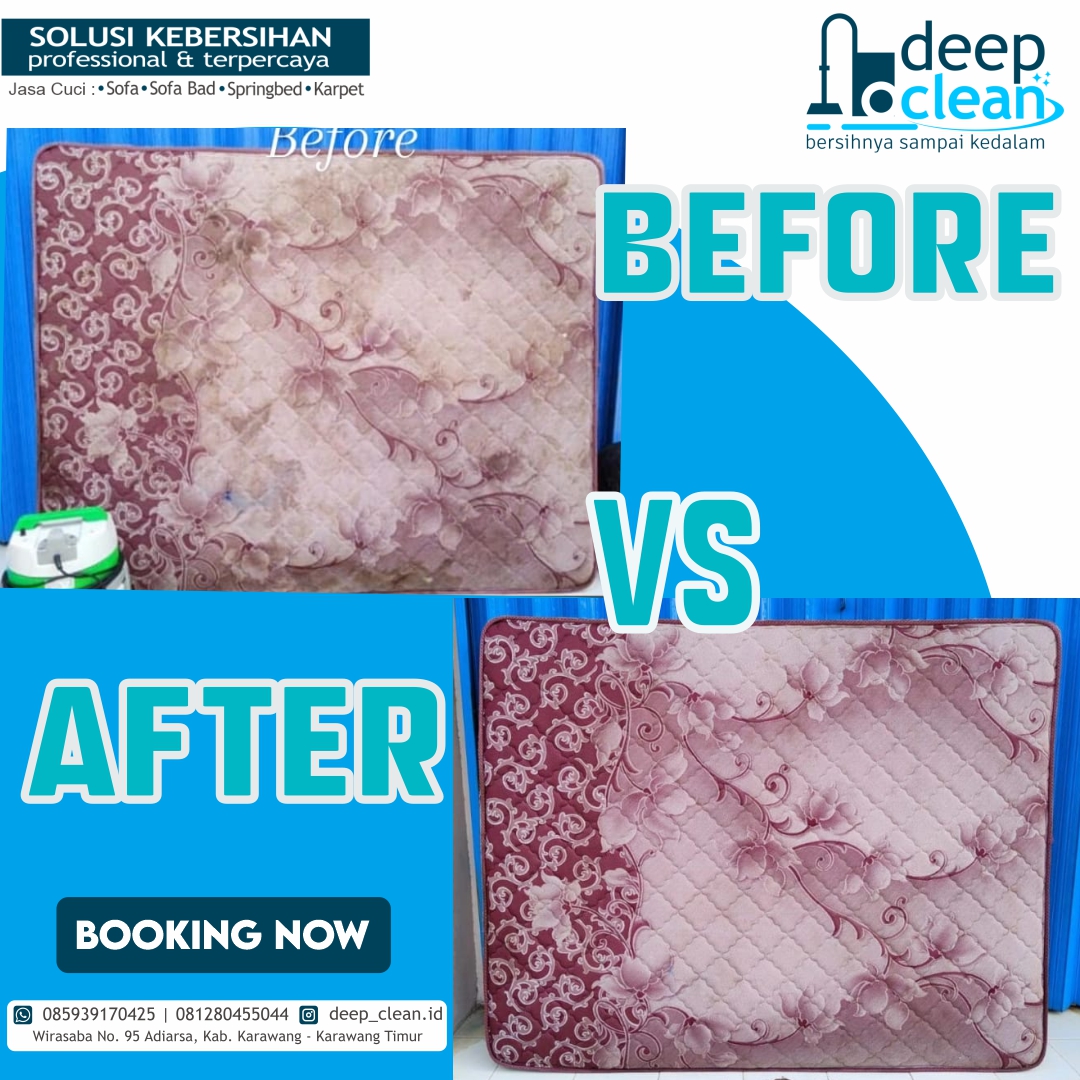 SOLUSI KEBERSIHAN
professional & terpercaya
Jasa Cuci : • Sofa • Sofa Bad • Springbed • Karpet
deep
clean
bersihnya sampai kedalam
Before
BEFORE
VS
AFTER
BOOKING NOW
085939170425 | 081280455044 deep_clean.id
Wirasaba No. 95 Adiarsa, Kab. Karawang - Karawang Timur